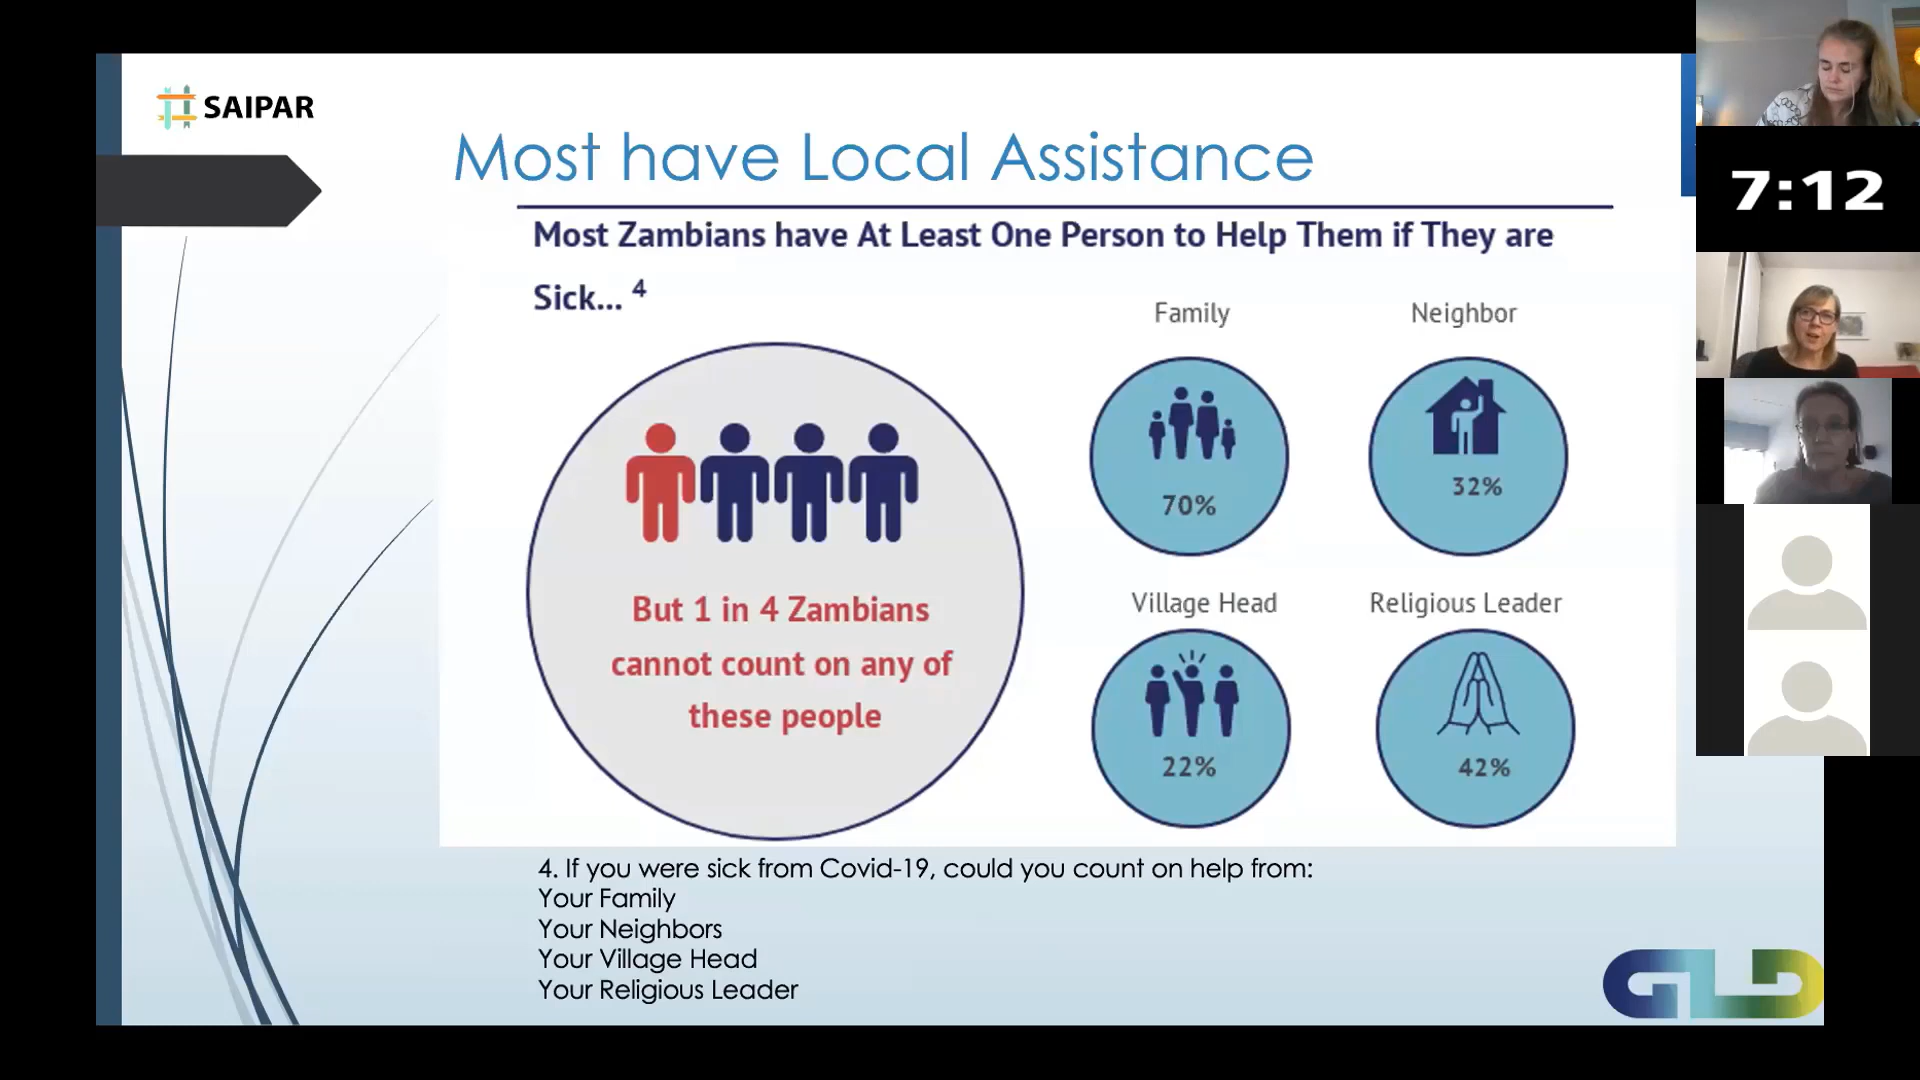 SAIPAR
Most have Local Assistance
7:12
Most Zambians have At Least One Person to Help Them if They are
Sick... 4
Family
Neighbor
70%
32%
But 1 in 4 Zambians
cannot count on any of
these people
Village Head
Religious Leader
22%
42%
4. If you were sick from Covid-19, could you count on help from:
Your Family
Your Neighbors
Your Village Head
Your Religious Leader
GLD